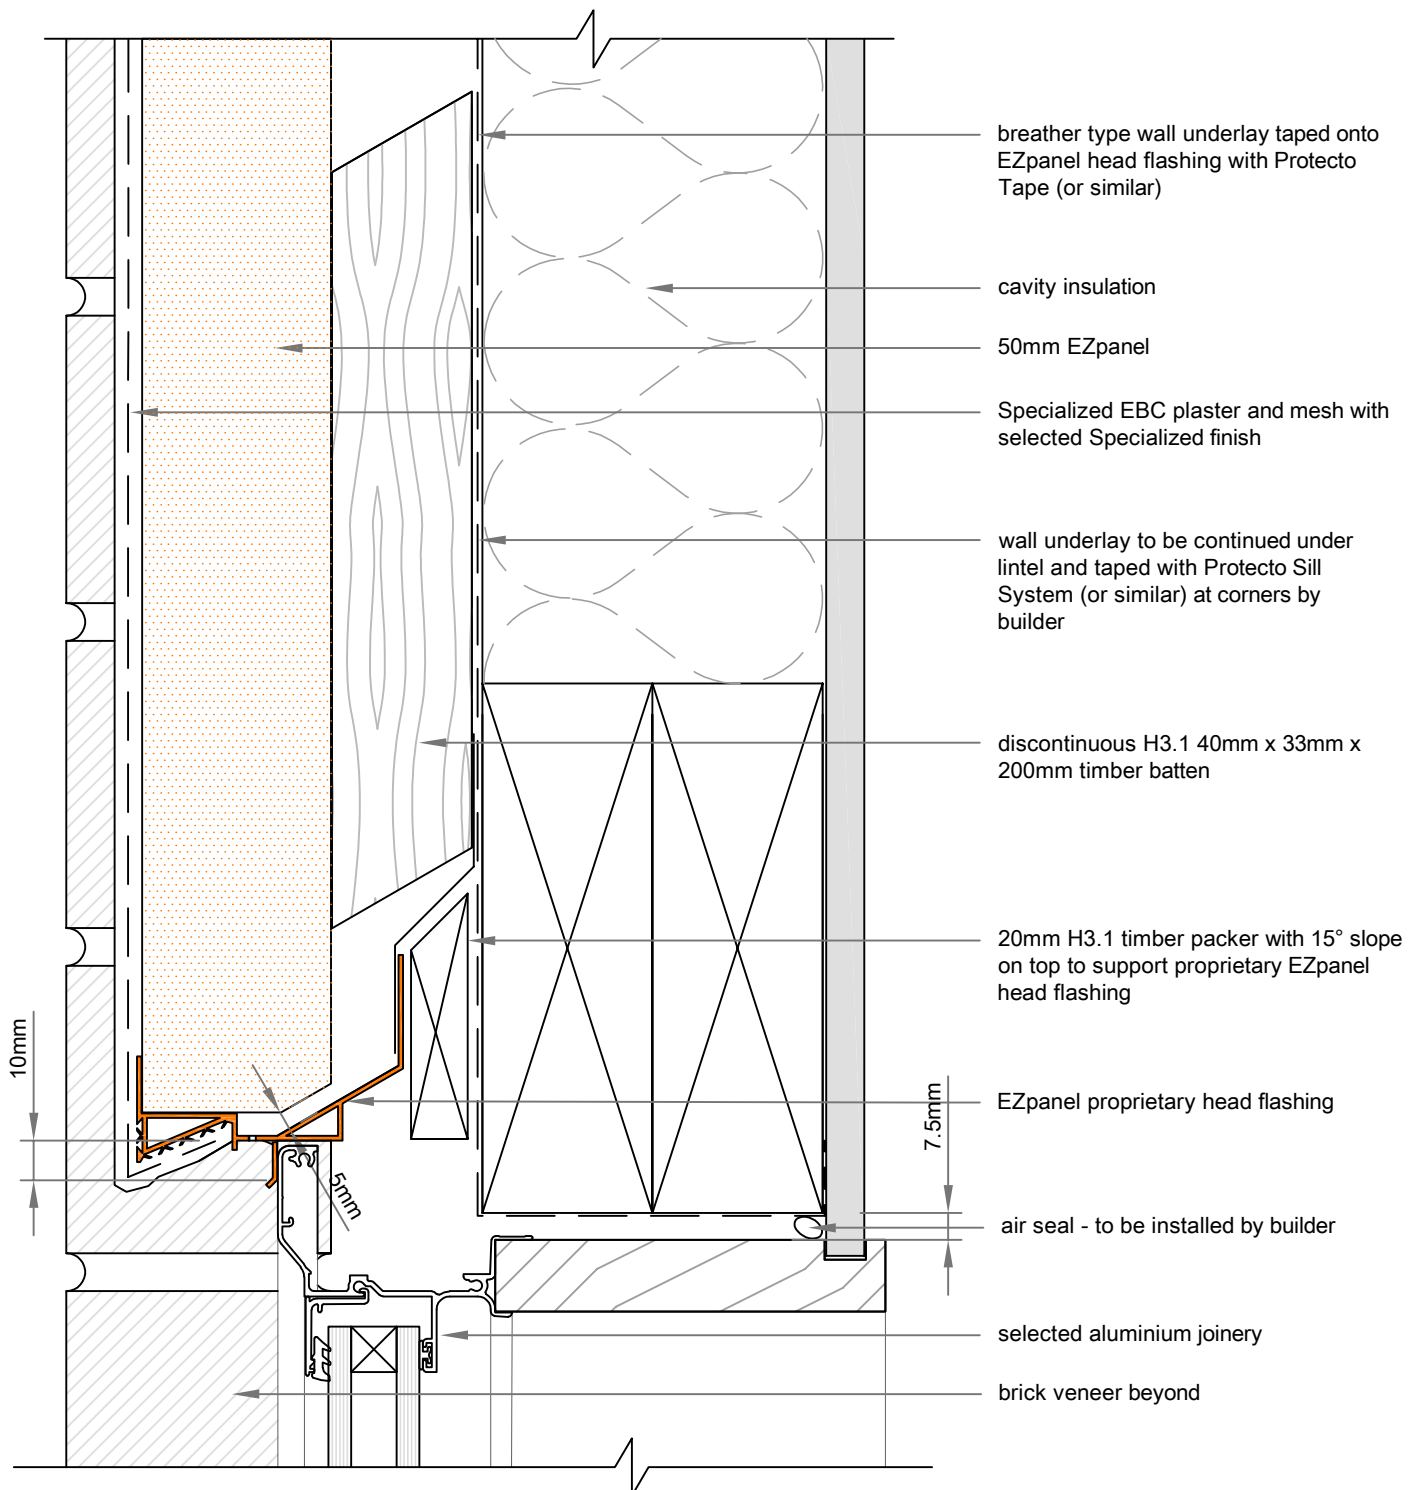 breather type wall underlay taped onto
EZpanel head flashing with Protecto
Tape (or similar)
cavity insulation
50mm EZpanel
Specialized EBC plaster and mesh with
selected Specialized finish
wall underlay to be continued under
lintel and taped with Protecto Sill
System (or similar) at corners by
builder
discontinuous H3.1 40mm x 33mm x
200mm timber batten
20mm H3.1 timber packer with 15° slope
on top to support proprietary EZpanel
head flashing
10mm
EZpanel proprietary head flashing
7.5mm
5mm
air seal - to be installed by builder
selected aluminium joinery
brick veneer beyond